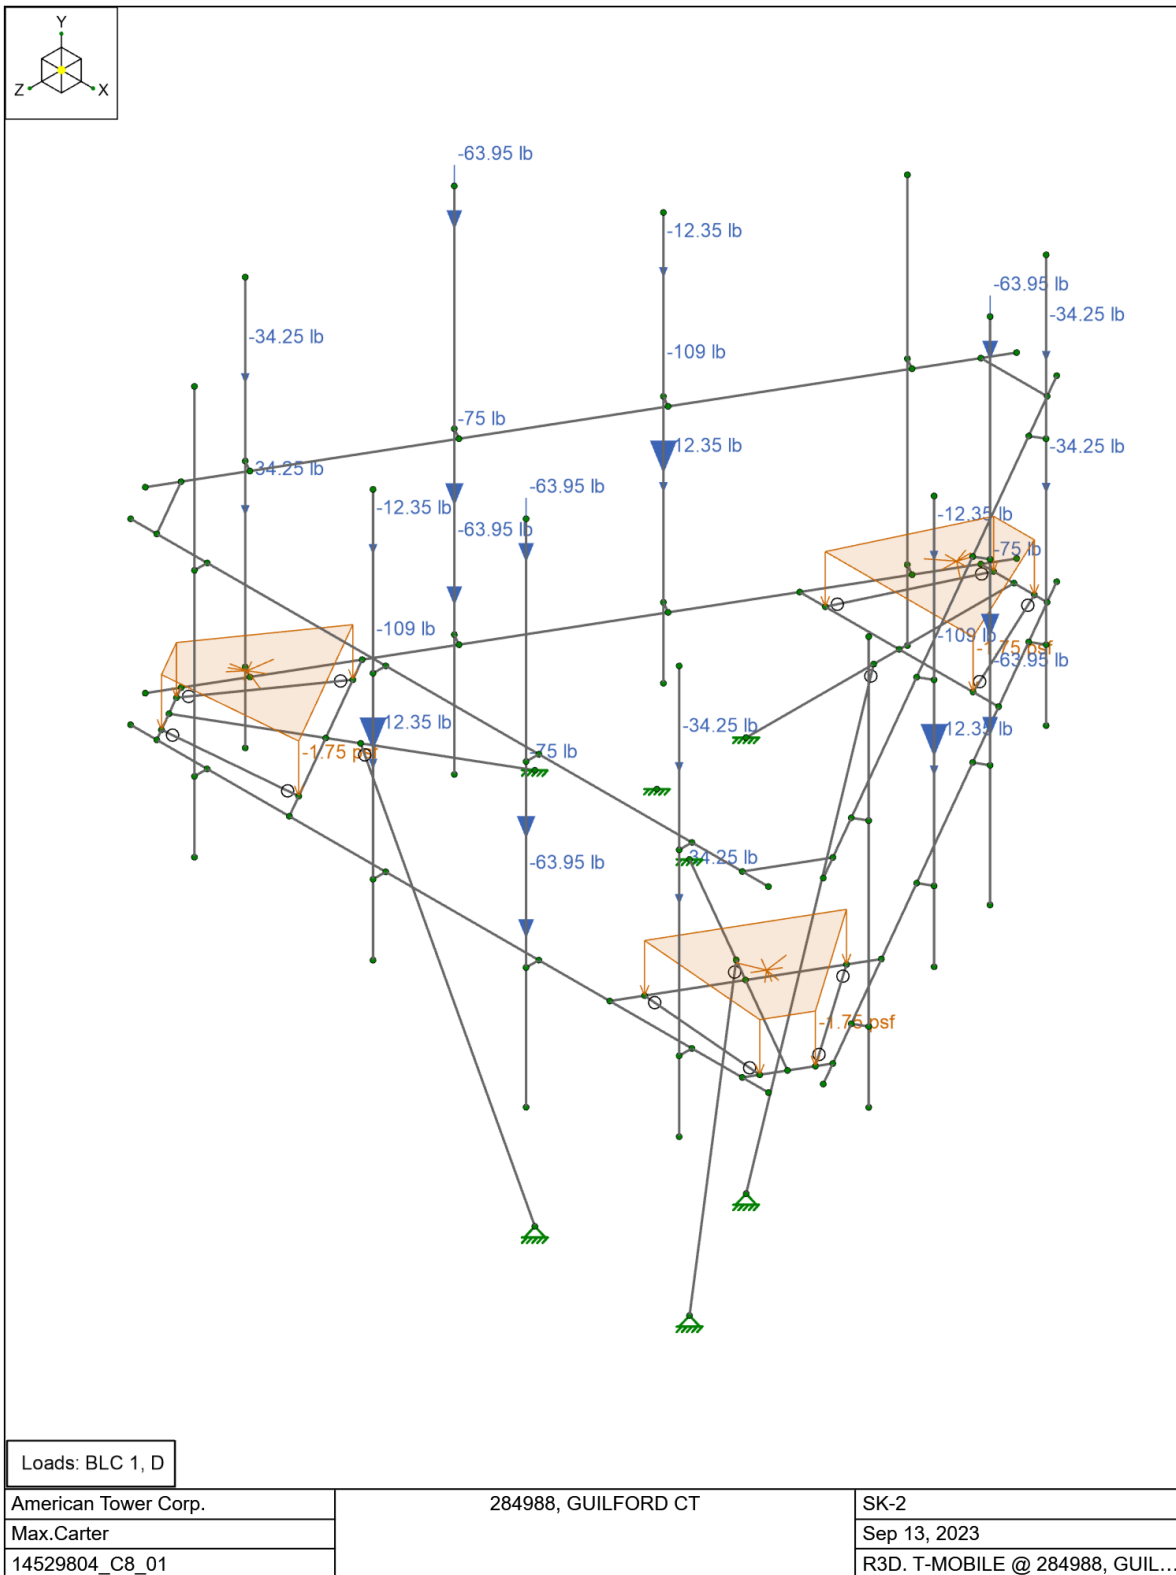 Y
Z
X
-63.95 lb
-12.35 lb
-63.95 lb
-34.25 lb
-34.25 lb
-109 lb
-75 lb
12.35 lb
-34.25 lb
34.25 lb
-63.95 lb
-12.35 lb
-12.35 lb
-63.95 lb
-75 lb
-109 lb
-109 lb
-1.75 psf
-63.95 lb
12.35 lb
-34.25 lb
12.35 lb
-1.75 psf
75 lb
-63.95 lb
34.25 lb
-1.75 psf
Loads: BLC 1, D
American Tower Corp.
284988, GUILFORD CT
SK-2
Max.Carter
Sep 13, 2023
14529804_C8_01
R3D. T-MOBILE @ 284988, GUIL...